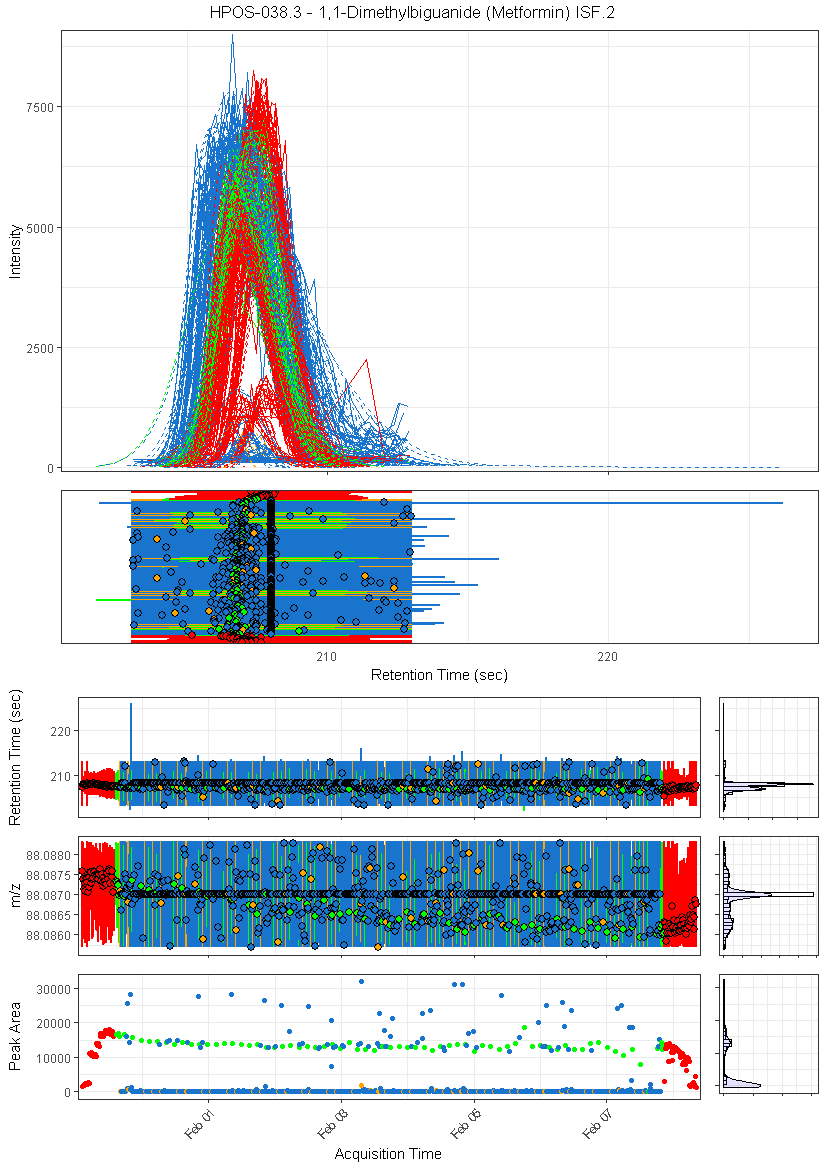 HPOS-038.3 - 1,1-Dimethylbiguanide (Metformin) ISF.2
7500
5000
2500
0
Intensity
210
220
Retention Time (sec)
Retention Time (sec)
220
210
m/z
88.0880
88.0875
88.0870
88.0865
88.0860
Peak Area
30000
20000
10000
0
Feb 01
Feb 03
Feb 05
Feb 07
Acquisition Time